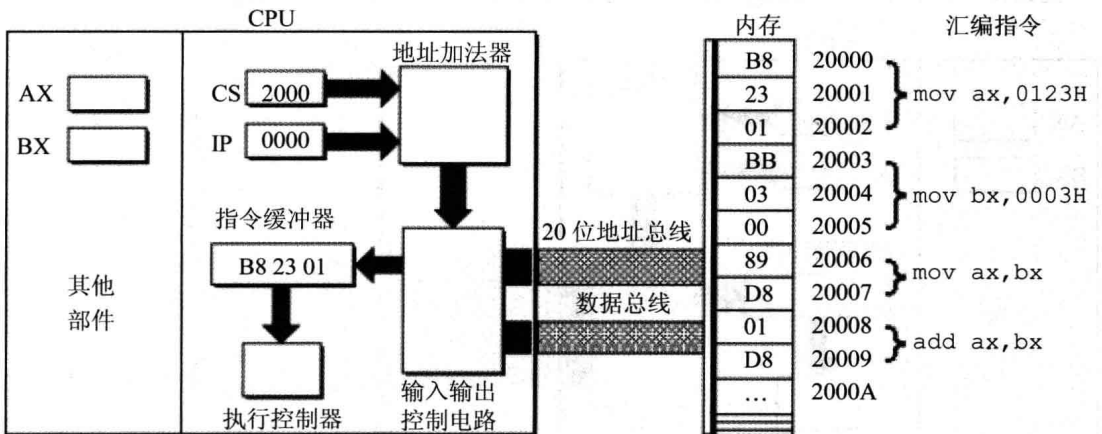 CPU
AX
BX
其他
部件
CS 2000
IP 0000
地址加法器
指令缓冲器
B8 23 01
执行控制器
输入输出
控制电路
20 位地址总线
数据总线
内存 汇编指令
B8 20000
23 20001 mov ax,0123H
01 20002
BB 20003
03 20004 mov bx,0003H
00 20005
89 20006
mov ax,bx
D8 20007
01 20008
add ax,bx
D8 20009
… 2000A